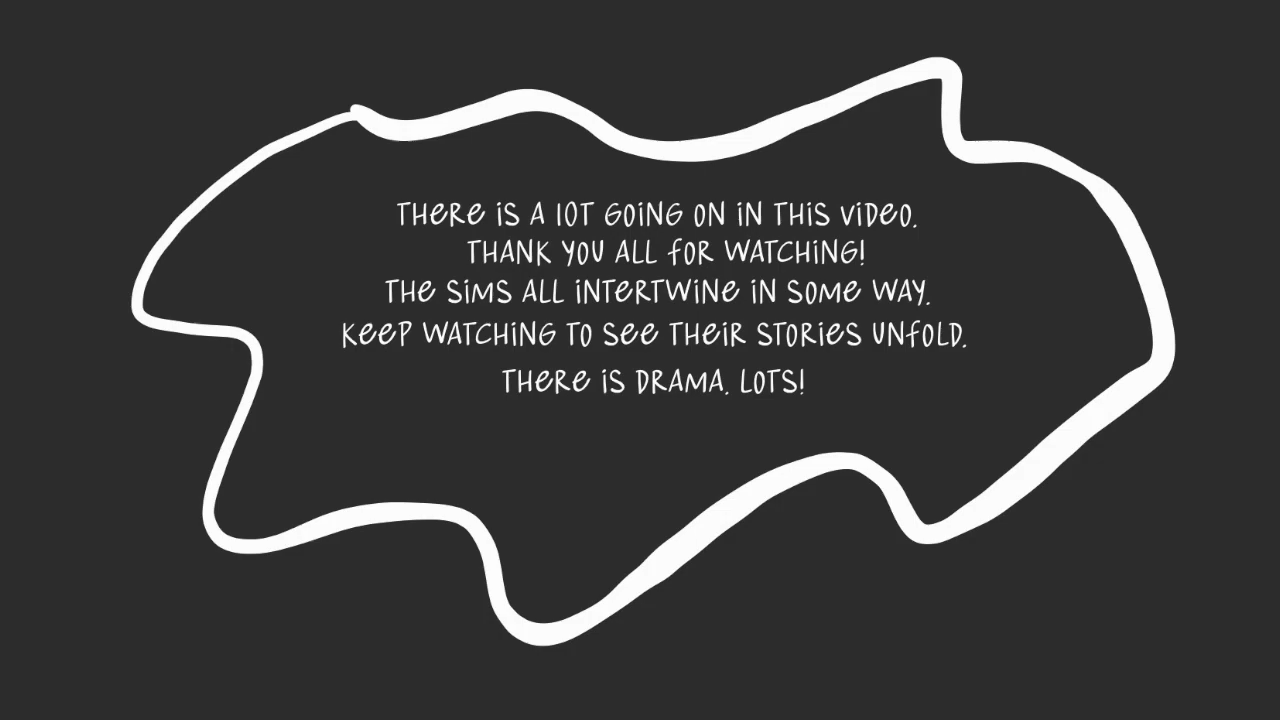 THERE IS A LOT GOING ON IN THIS VIDEO.
THANK YOU ALL FOR WATCHING!
THE SIMS ALL INTERTWINE IN SOME WAY.
KEEP WATCHING TO SEE THEIR STORIES UNFOLD.
THERE IS DRAMA. LOTS!